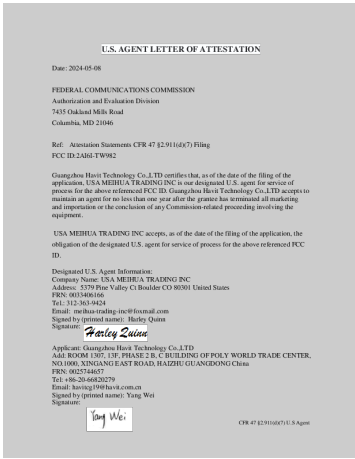 U.S. AGENT LETTER OF ATTESTATION
Date: 2024-05-08
FEDERAL COMMUNICATIONS COMMISSION
Authorization and Evaluation Division
7435 Oakland Mills Road
Columbia, MD 21046
Ref: Attestation Statements CFR 47 §2.911(d)(7) Filing
FCC ID:2AI6I-TW982
Guangzhou Havit Technology Co.,LTD certifies that, as of the date of the filing of the
application, USA MEIHUA TRADING INC is our designated U.S. agent for service of
process for the above referenced FCC ID. Guangzhou Havit Technology Co.,LTD accepts to
maintain an agent for no less than one year after the grantee has terminated all marketing
and importation or the conclusion of any Commission-related proceeding involving the
equipment.
USA MEIHUA TRADING INC accepts, as of the date of the filing of the application, the
obligation of the designated U.S. agent for service of process for the above referenced FCC
ID.
Designated U.S. Agent Information:
Company Name: USA MEIHUA TRADING INC
Address: 5379 Pine Valley Ct Boulder CO 80301 United States
FRN: 0033406166
Tel.: 312-363-9424
Email: meihua-trading-inc@foxmail.com
Signed by (printed name): Harley Quinn
Signature: Harley Quinn
Applicant: Guangzhou Havit Technology Co.,LTD
Add: ROOM 1307, 13F, PHASE 2 B, C BUILDING OF POLY WORLD TRADE CENTER,
NO.1000, XINGANG EAST ROAD, HAIZHU GUANGDONG China
FRN: 0025744657
Tel: +86-20-66820279
Email: havitcg19@havit.com.cn
Signed by (printed name): Yang Wei
Signature:
Yang Wei
CFR 47 §2.911(d)(7) U.S Agent